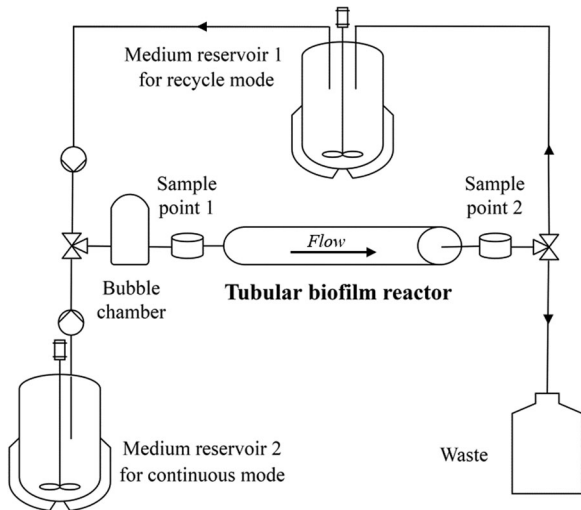 Medium reservoir 1
for recycle mode
Sample
point 1
Sample
point 2
Flow
Bubble
chamber
Tubular biofilm reactor
Medium reservoir 2
for continuous mode
Waste